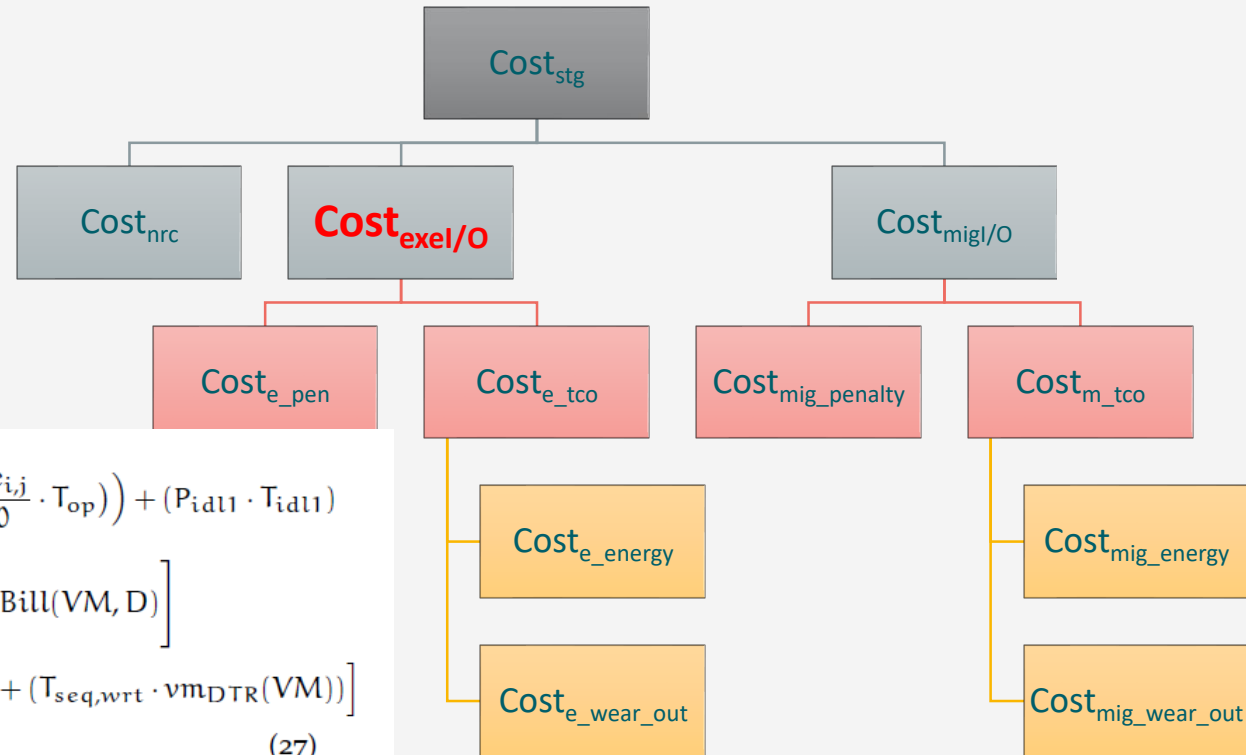 Cost_stg
Cost_nrc
Cost_exeI/O
Cost_migI/O
Cost_e_pen
Cost_e_tco
Cost_mig_penalty
Cost_m_tco
i,j · T_op)) + (P_idl1 · T_idl1)
Cost_e_energy
Cost_mig_energy
Bill(VM, D)]
+ (T_seq,wrt · vm_DTR(VM))]
Cost_e_wear_out
Cost_mig_wear_out
(27)